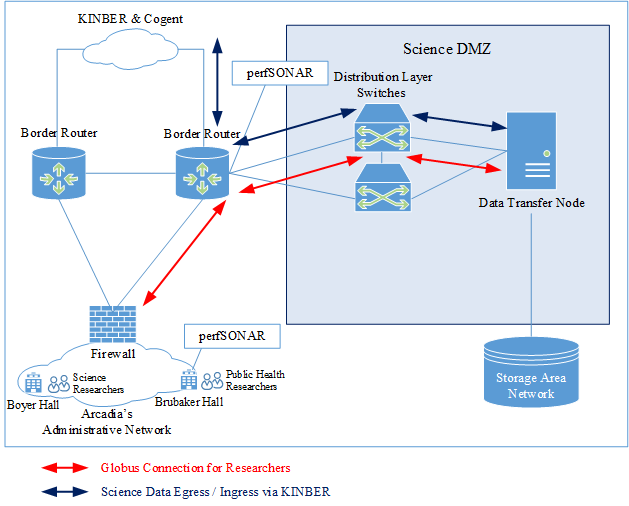 KINBER & Cogent
Science DMZ
perfSONAR
Distribution Layer
Switches
Border Router
Border Router
Data Transfer Node
perfSONAR
Firewall
Science
Researchers
Public Health
Researchers
Boyer Hall
Brubaker Hall
Arcadia's
Administrative Network
Storage Area
Network
Globus Connection for Researchers
Science Data Egress / Ingress via KINBER